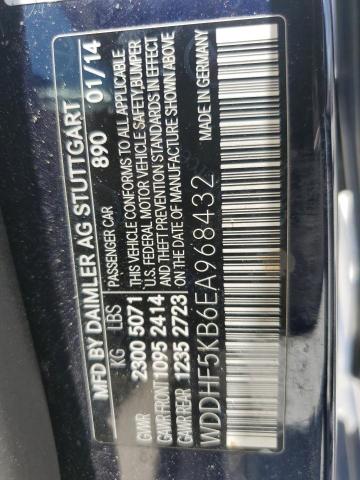 MFD BY DAIMLER AG STUTTGART
PASSENGER CAR 890 01/14
KG LBS THIS VEHICLE CONFORMS TO ALL APPLICABLE
GVWR 2300 5071 U.S. FEDERAL MOTOR VEHICLE SAFETY, BUMPER
GAWR FRONT 1095 2414 AND THEFT PREVENTION STANDARDS IN EFFECT
GAWR REAR 1235 2723 ON THE DATE OF MANUFACTURE SHOWN ABOVE
MADE IN GERMANY
WDDHF5KB6EA968432